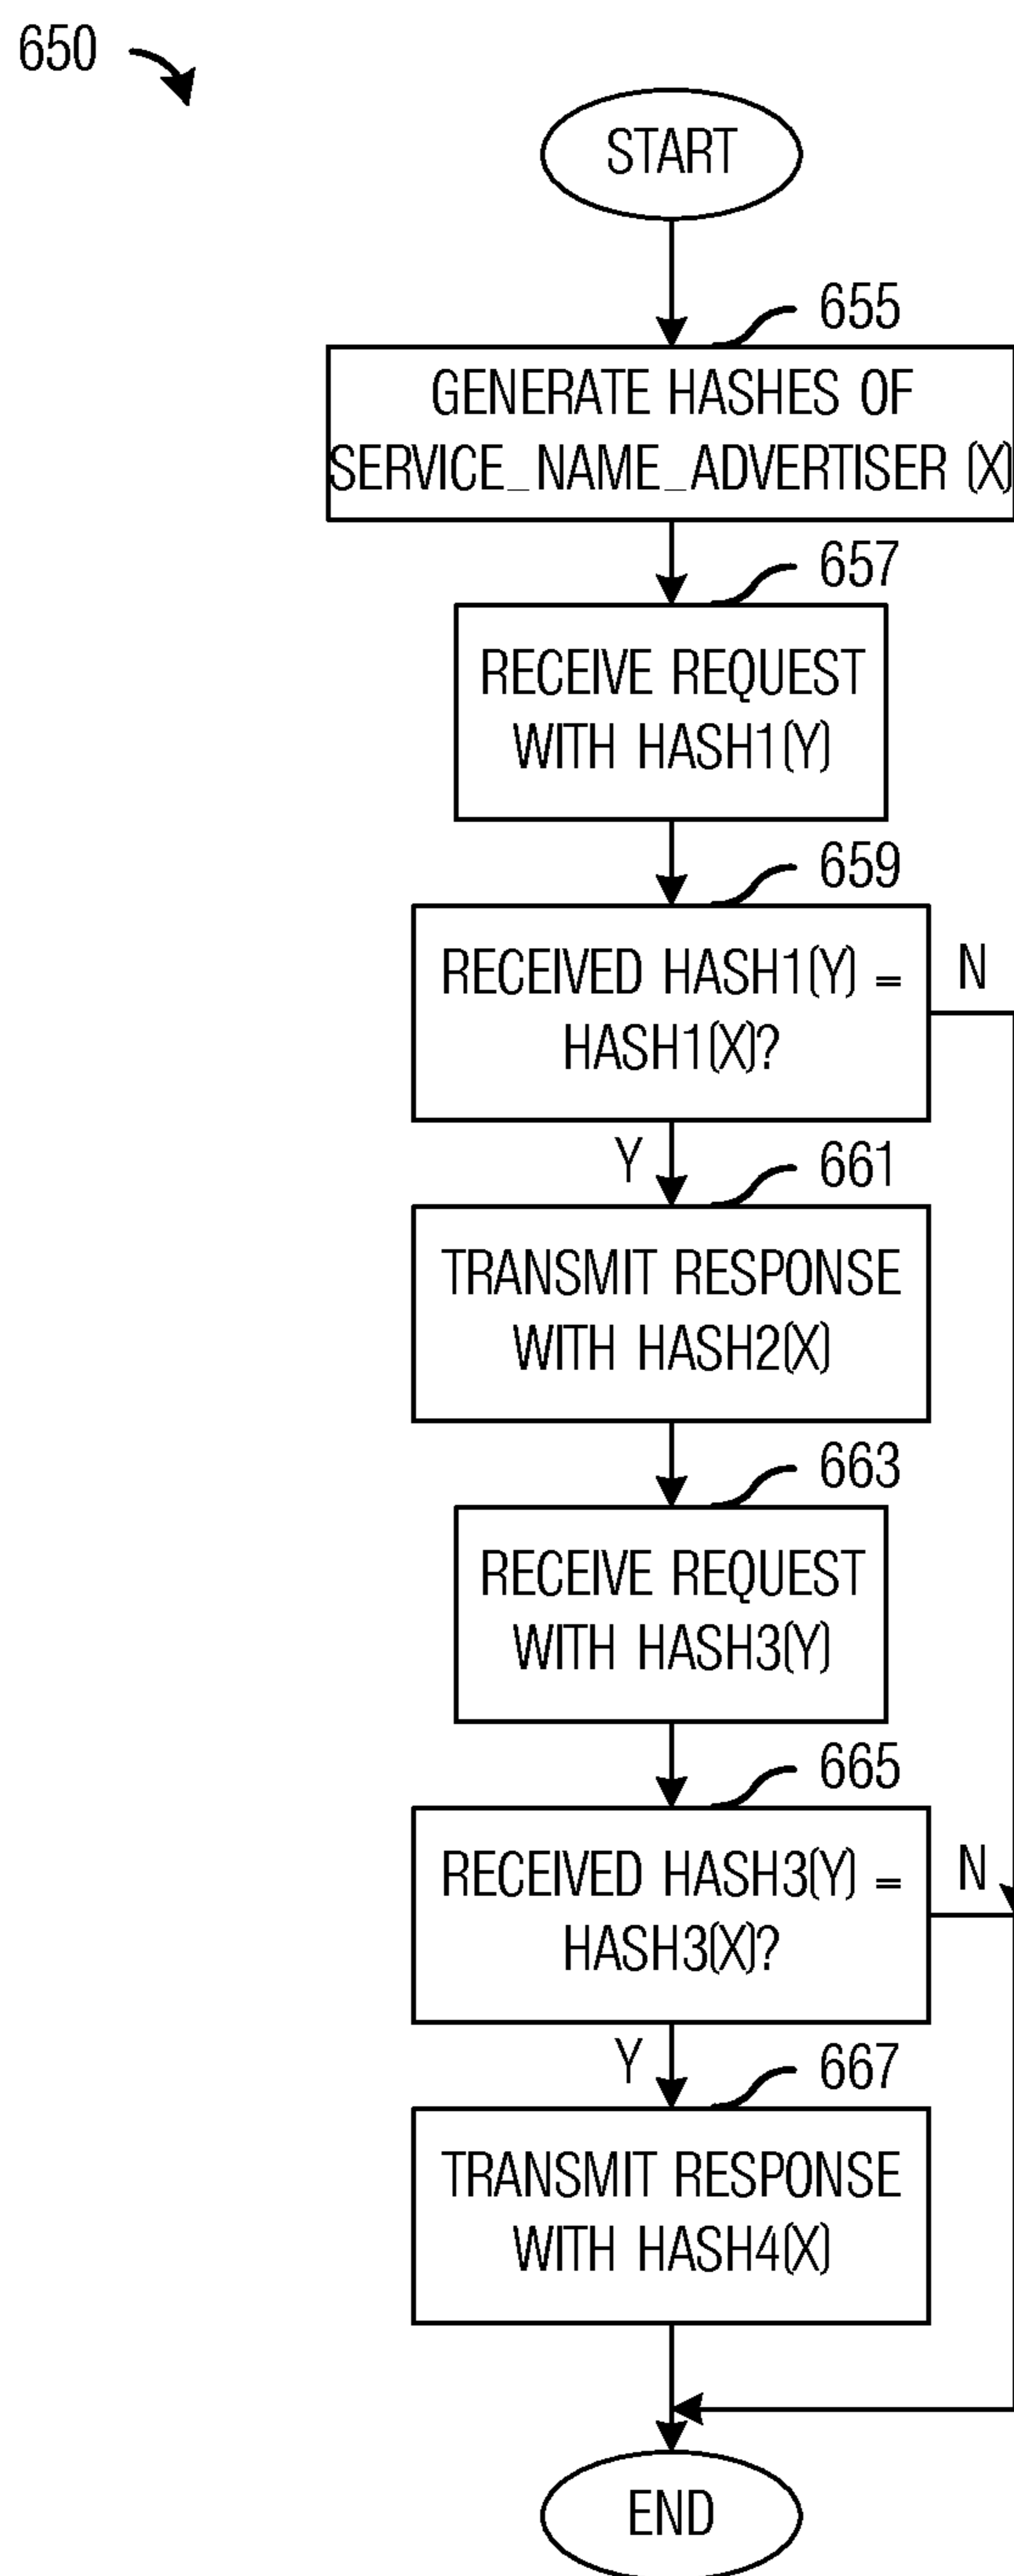 650
START
655
GENERATE HASHES OF
SERVICE_NAME_ADVERTISER (X)
657
RECEIVE REQUEST
WITH HASH1(Y)
659
RECEIVED HASH1(Y) =
HASH1(X)?
N
Y
661
TRANSMIT RESPONSE
WITH HASH2(X)
663
RECEIVE REQUEST
WITH HASH3(Y)
665
RECEIVED HASH3(Y) =
HASH3(X)?
N
Y
667
TRANSMIT RESPONSE
WITH HASH4(X)
END